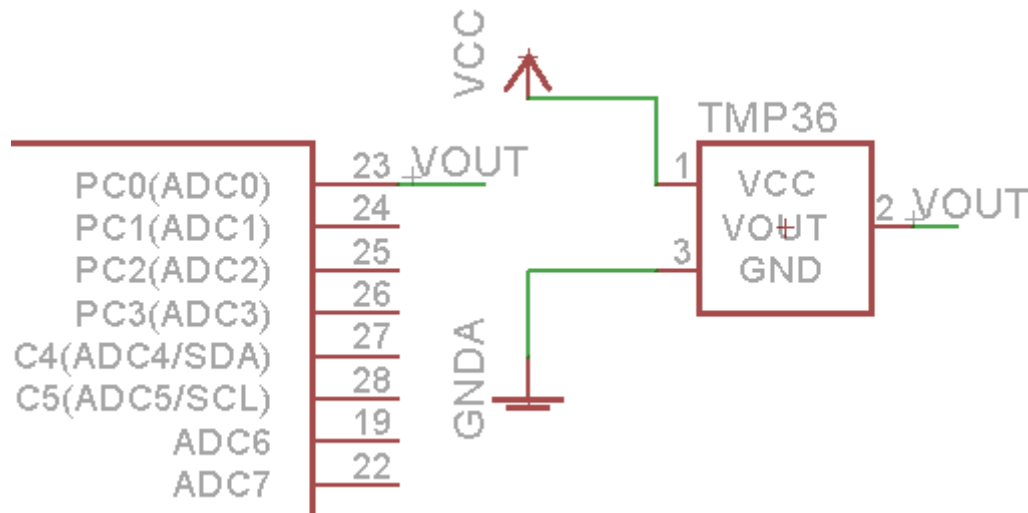 VCC
TMP36
23
VOUT
PC0(ADC0)
24
PC1(ADC1)
25
PC2(ADC2)
26
PC3(ADC3)
27
C4(ADC4/SDA)
28
C5(ADC5/SCL)
19
ADC6
22
ADC7
1
VCC
VOUT
GND
3
2
VOUT
GNDA